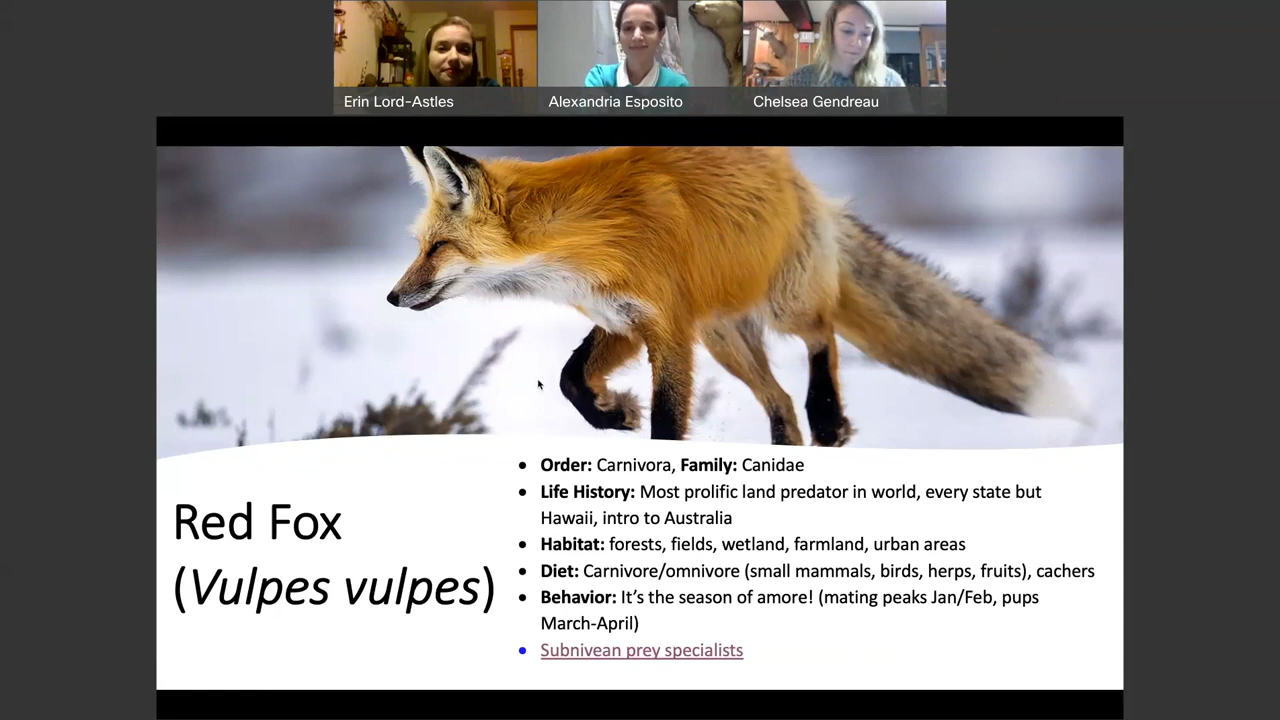 Erin Lord-Astles
Alexandria Esposito
Chelsea Gendreau
Red Fox
(Vulpes vulpes)
• Order: Carnivora, Family: Canidae
• Life History: Most prolific land predator in world, every state but
Hawaii, intro to Australia
• Habitat: forests, fields, wetland, farmland, urban areas
• Diet: Carnivore/omnivore (small mammals, birds, herps, fruits), cachers
• Behavior: It's the season of amore! (mating peaks Jan/Feb, pups
March-April)
• Subnivean prey specialists